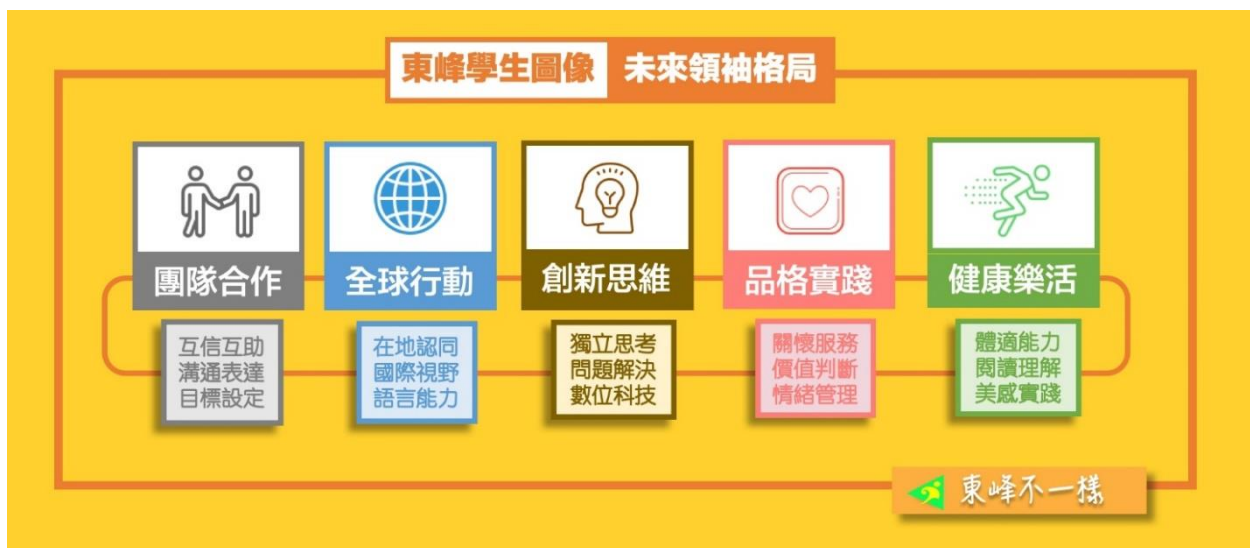 東峰學生圖像 未來領袖格局
團隊合作
互信互助
溝通表達
目標設定
全球行動
在地認同
國際視野
語言能力
創新思維
獨立思考
問題解決
數位科技
品格實踐
關懷服務
價值判斷
情緒管理
健康樂活
體適能力
閱讀理解
美感實踐
東峰不一樣